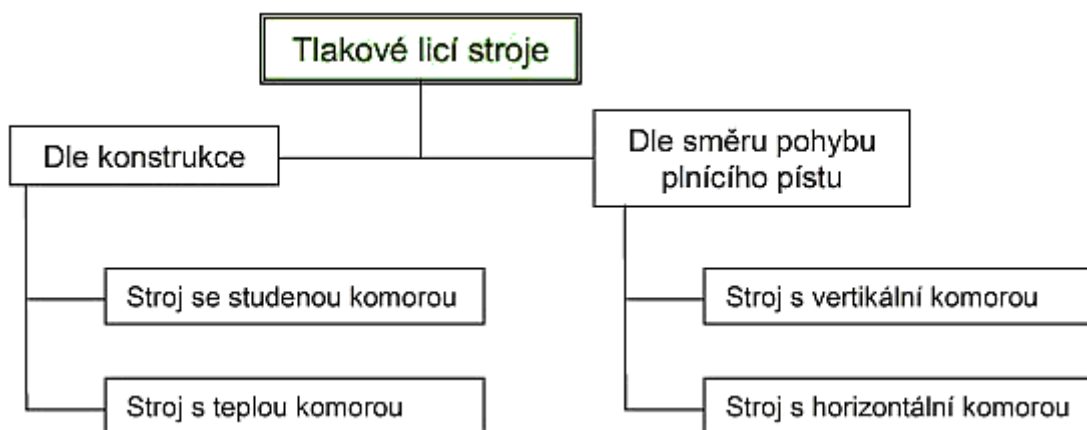 Tlakové licí stroje
Dle konstrukce
Dle směru pohybu
plnícího pístu
Stroj se studenou komorou
Stroj s vertikální komorou
Stroj s teplou komorou
Stroj s horizontální komorou